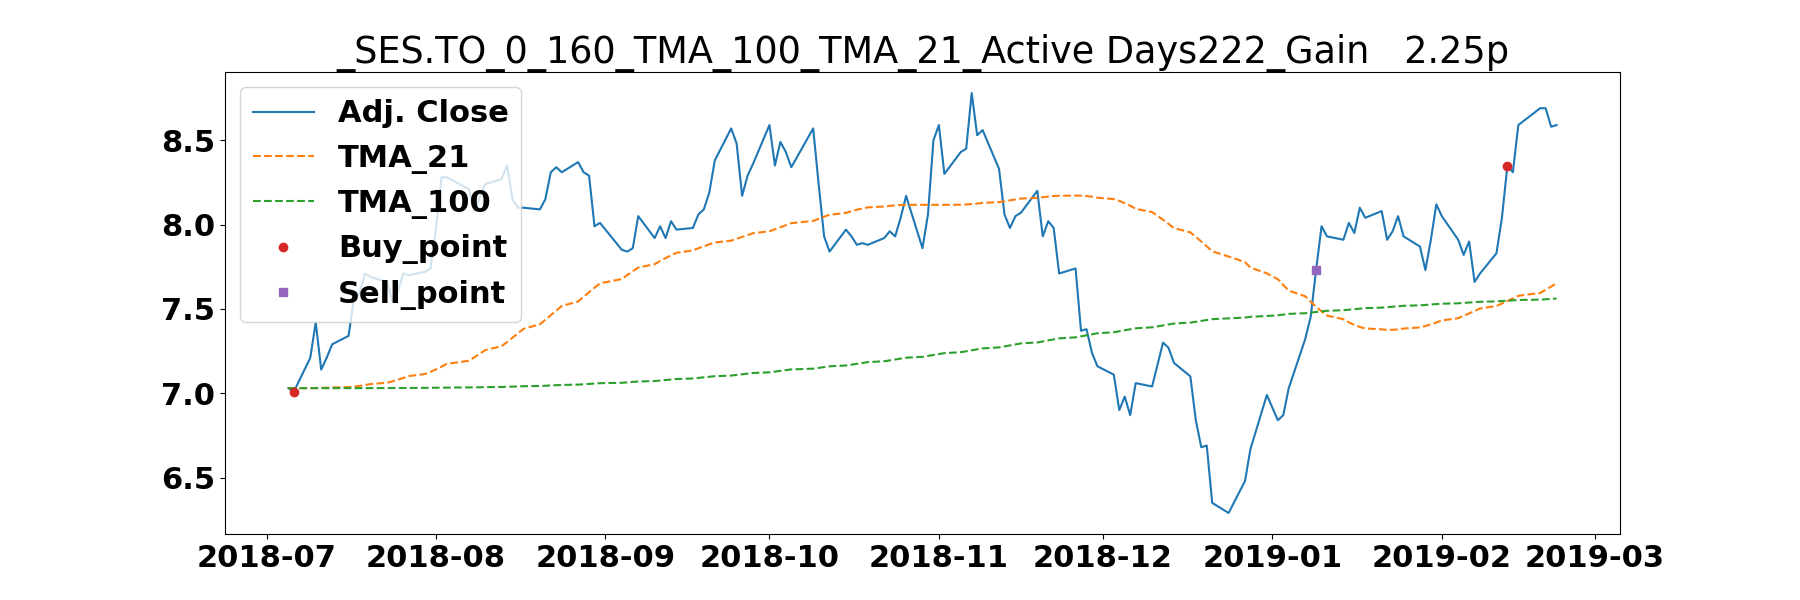 _SES.TO_0_160_TMA_100_TMA_21_Active Days222_Gain   2.25p
Adj. Close
TMA_21
TMA_100
Buy_point
Sell_point
8.5
8.0
7.5
7.0
6.5
2018-07 2018-08 2018-09 2018-10 2018-11 2018-12 2019-01 2019-02 2019-03